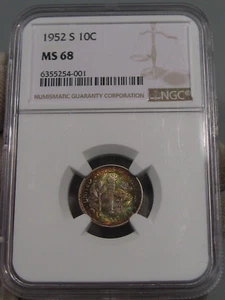 1952 S 10C
MS 68
6355254-001
NUMISMATIC GUARANTY CORPORATION
NGC